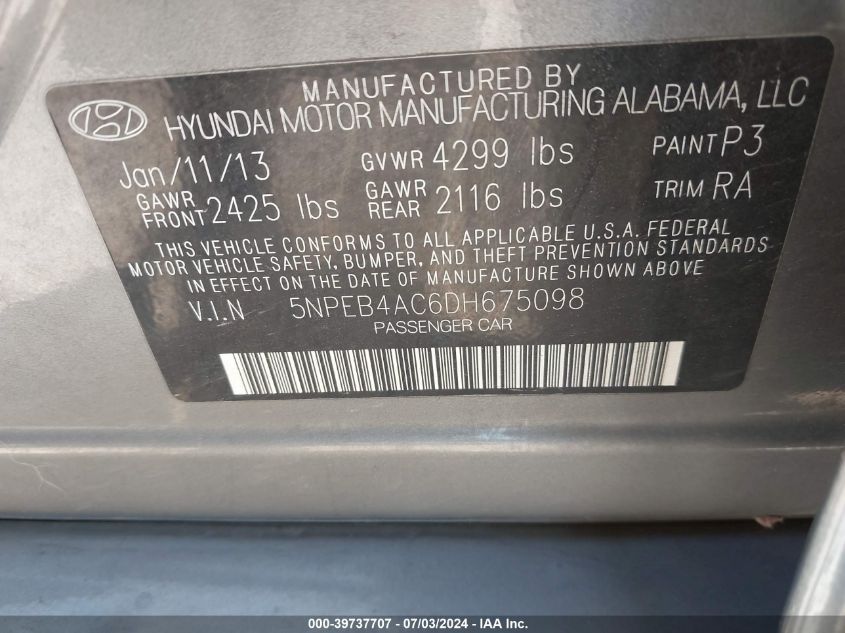 MANUFACTURED BY
HYUNDAI MOTOR MANUFACTURING ALABAMA, LLC
Jan/11/13 GVWR 4299 lbs PAINT P3
GAWR FRONT 2425 lbs GAWR REAR 2116 lbs TRIM RA
THIS VEHICLE CONFORMS TO ALL APPLICABLE U.S.A. FEDERAL
MOTOR VEHICLE SAFETY, BUMPER, AND THEFT PREVENTION STANDARDS
IN EFFECT ON THE DATE OF MANUFACTURE SHOWN ABOVE
V.I.N 5NPEB4AC6DH675098
PASSENGER CAR
000-39737707 - 07/03/2024 - IAA Inc.